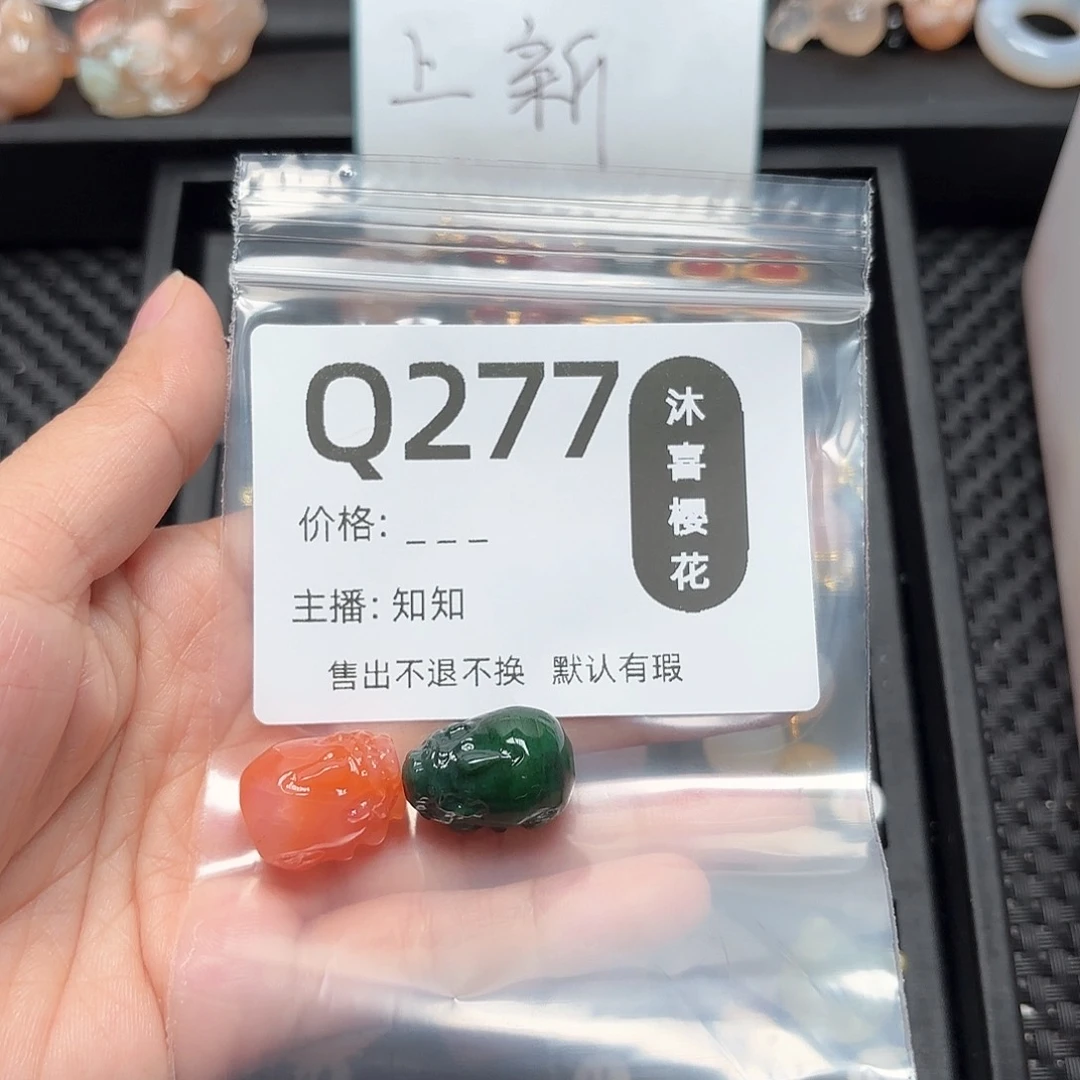 上新
Q277
沐喜樱花
价格: _ _ _
主播: 知知
售出不退不换 默认有瑕